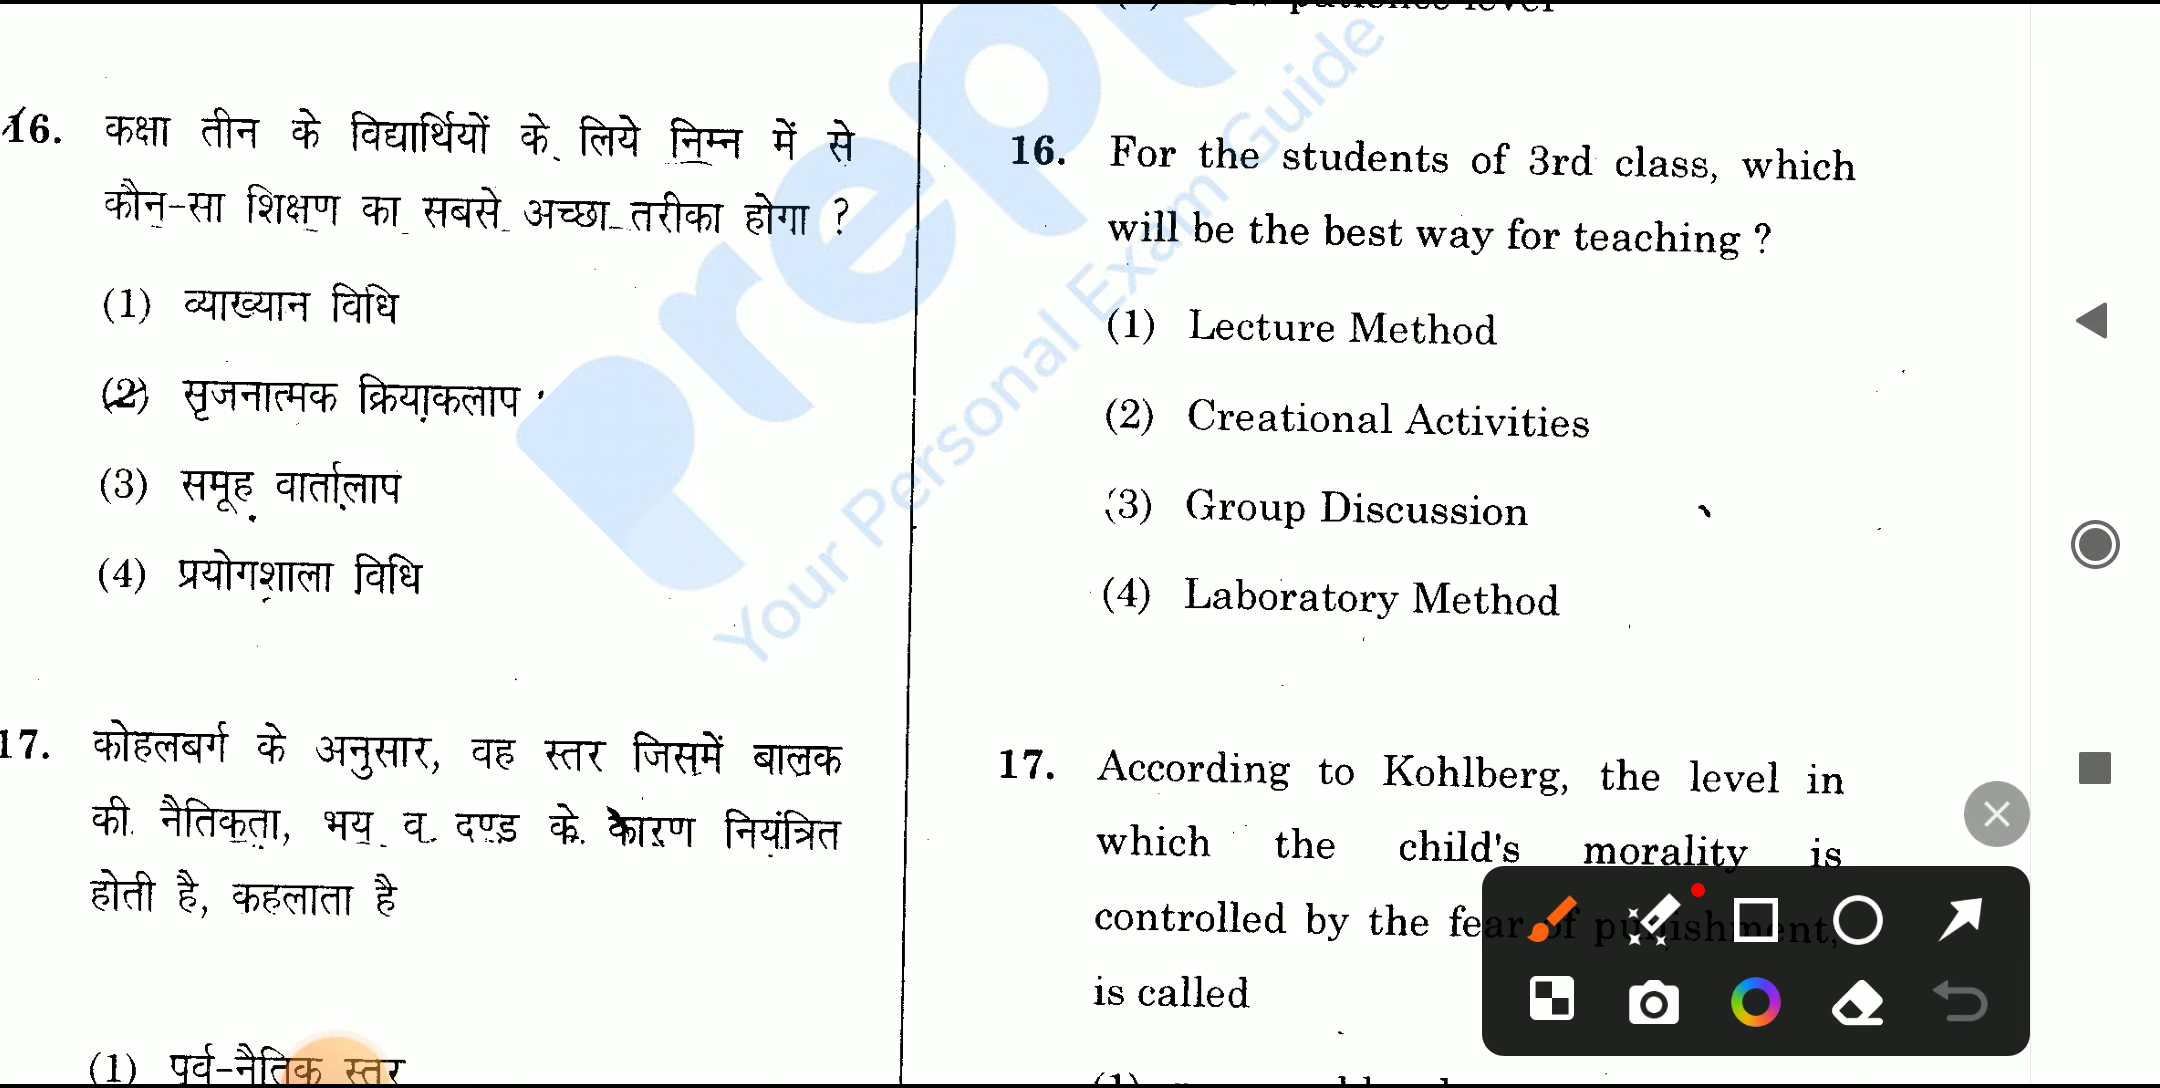 16. कक्षा तीन के विद्यार्थियों के लिये निम्न में से
कौन-सा शिक्षण का सबसे अच्छा तरीका होगा ?
(1) व्याख्यान विधि
(2) सृजनात्मक क्रियाकलाप
(3) समूह वार्तालाप
(4) प्रयोगशाला विधि
17. कोहलबर्ग के अनुसार, वह स्तर जिसमें बालक
की नैतिकता, भय व दण्ड के कारण नियंत्रित
होती है, कहलाता है
(1) पूर्व-नैतिक स्तर
patience level
16. For the students of 3rd class, which
will be the best way for teaching ?
(1) Lecture Method
(2) Creational Activities
(3) Group Discussion
(4) Laboratory Method
17. According to Kohlberg, the level in
which the child's morality is
controlled by the fear of punishment,
is called
(1)
Prep
Your Personal Exam Guide